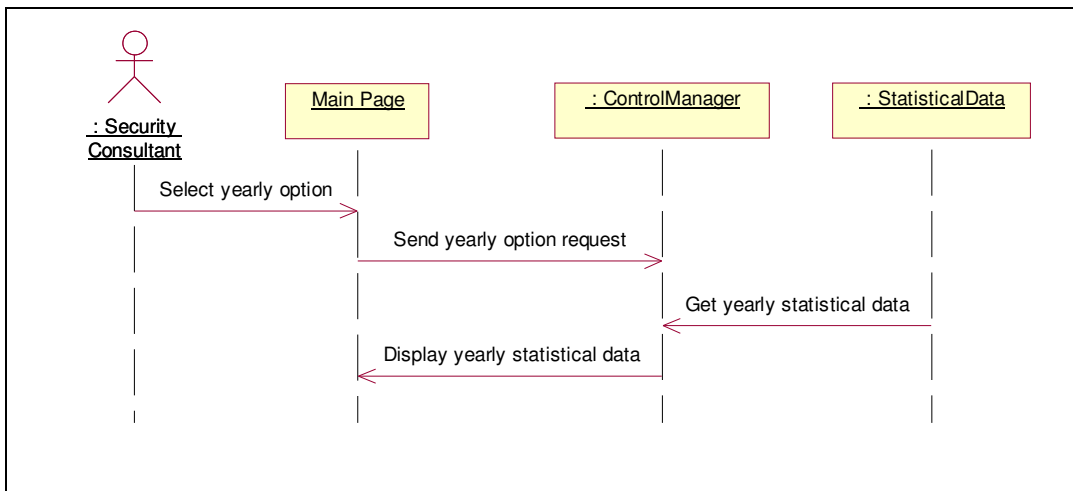 : Security
Consultant
Main Page
: ControlManager
: StatisticalData
Select yearly option
Send yearly option request
Get yearly statistical data
Display yearly statistical data